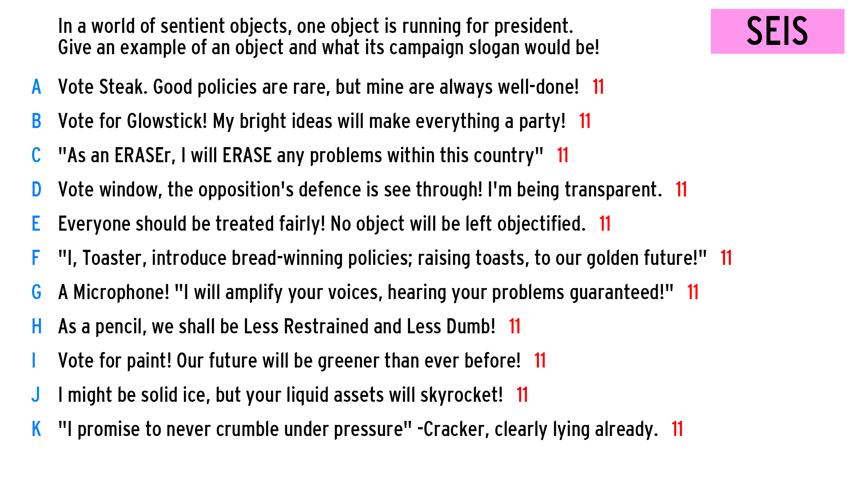 In a world of sentient objects, one object is running for president.
Give an example of an object and what its campaign slogan would be!
SEIS
A Vote Steak. Good policies are rare, but mine are always well-done! 11
B Vote for Glowstick! My bright ideas will make everything a party! 11
C "As an ERASEr, I will ERASE any problems within this country" 11
D Vote window, the opposition's defence is see through! I'm being transparent. 11
E Everyone should be treated fairly! No object will be left objectified. 11
F "I, Toaster, introduce bread-winning policies; raising toasts, to our golden future!" 11
G A Microphone! "I will amplify your voices, hearing your problems guaranteed!" 11
H As a pencil, we shall be Less Restrained and Less Dumb! 11
I Vote for paint! Our future will be greener than ever before! 11
J I might be solid ice, but your liquid assets will skyrocket! 11
K "I promise to never crumble under pressure" -Cracker, clearly lying already. 11